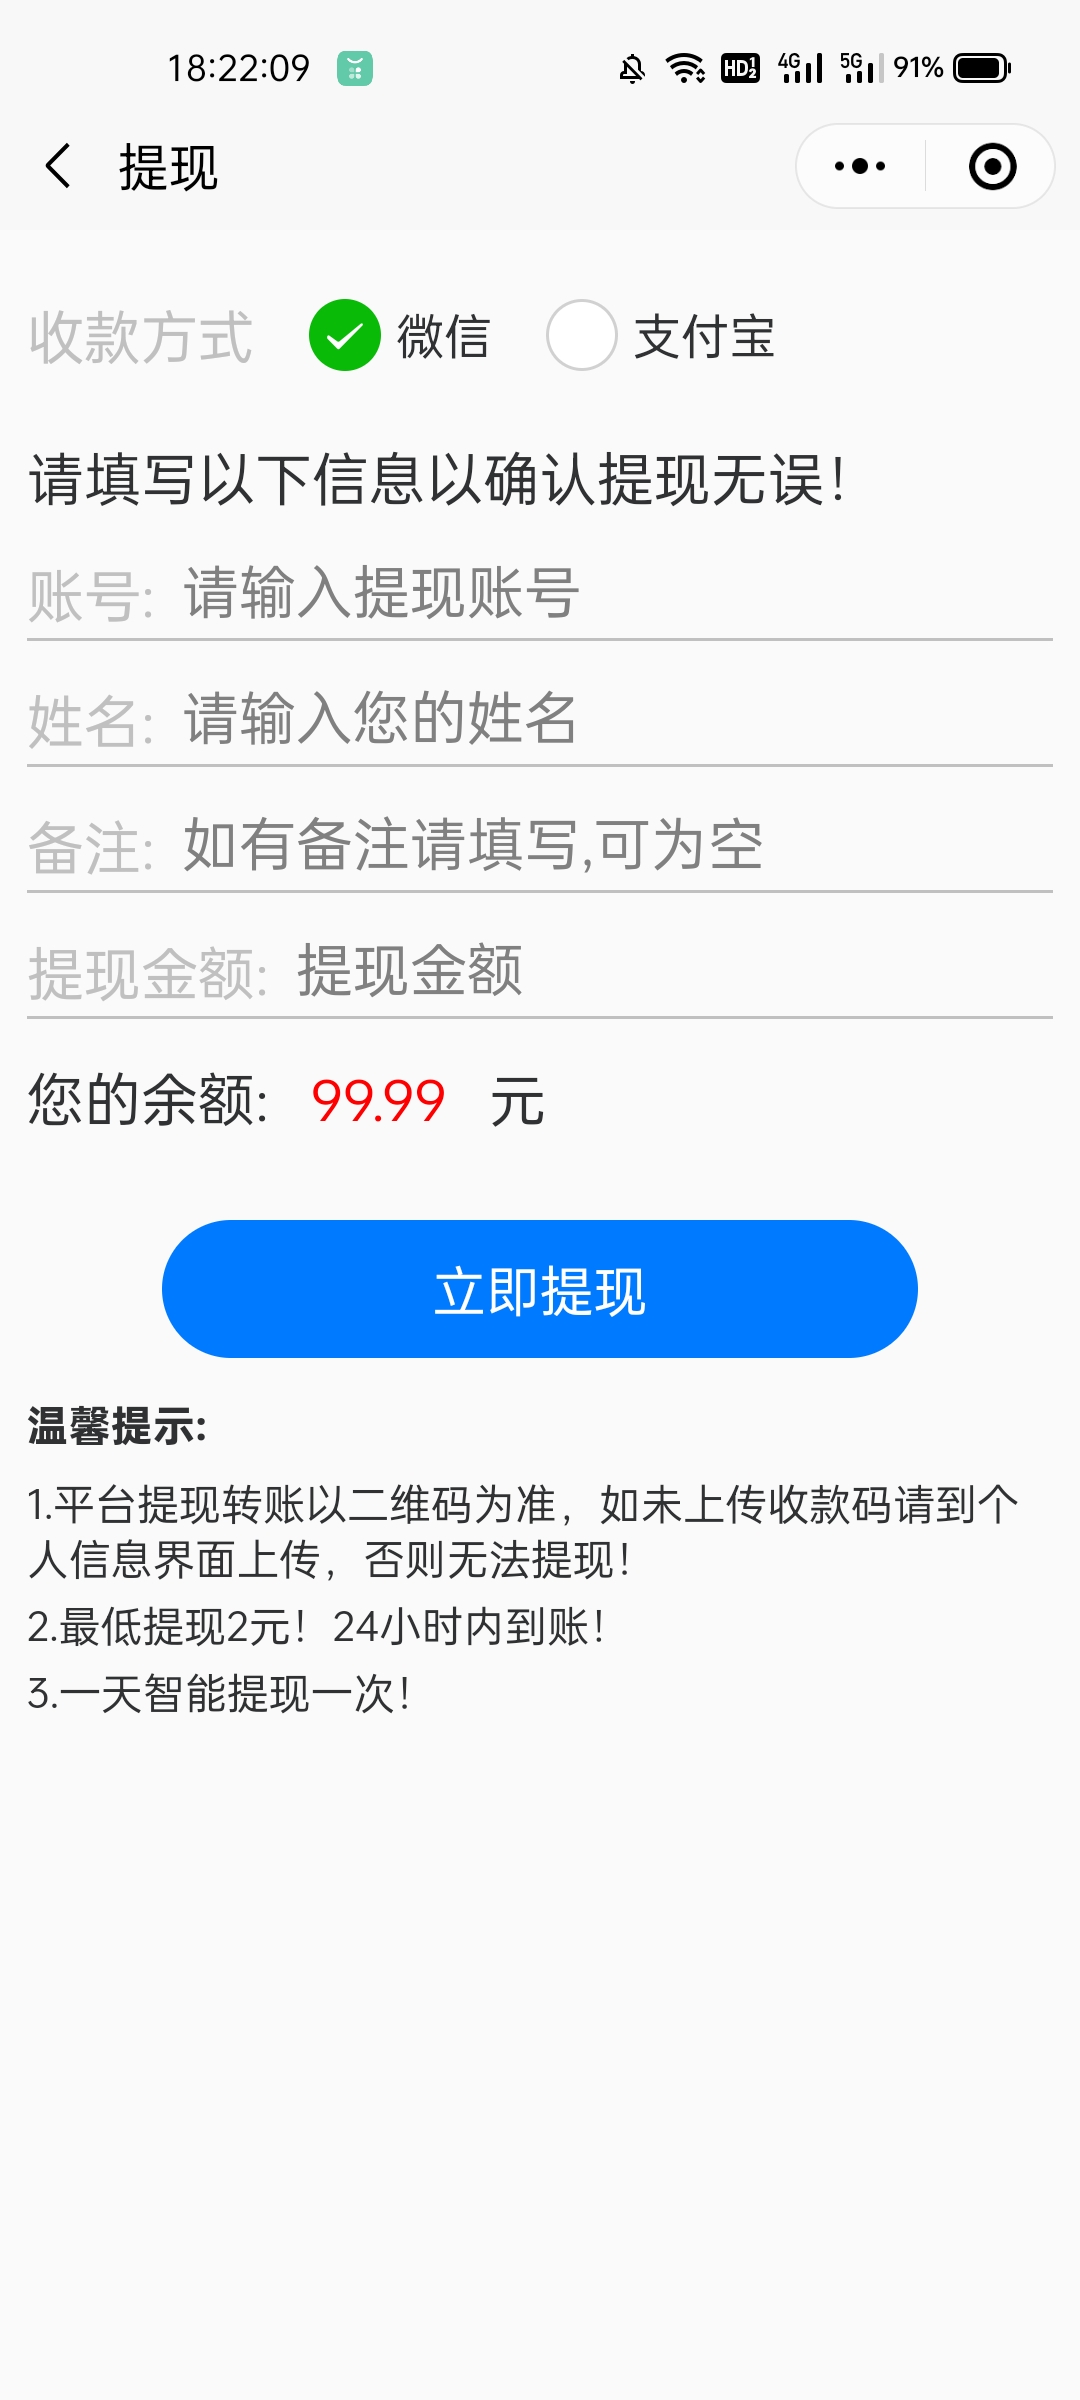 18:22:09 HD 1 2 4G 5G 91%
提现
收款方式 微信 支付宝
请填写以下信息以确认提现无误！
账号: 请输入提现账号
姓名: 请输入您的姓名
备注: 如有备注请填写,可为空
提现金额: 提现金额
您的余额: 99.99 元
立即提现
温馨提示:
1.平台提现转账以二维码为准，如未上传收款码请到个
人信息界面上传，否则无法提现！
2.最低提现2元！24小时内到账！
3.一天智能提现一次！